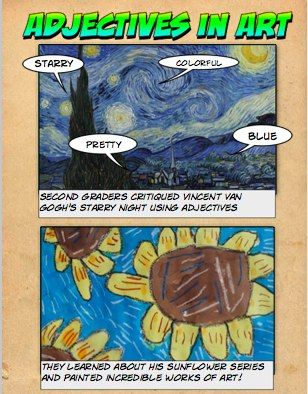 ADJECTIVES IN ART
STARRY
COLORFUL
PRETTY
BLUE
SECOND GRADERS CRITIQUED VINCENT VAN
GOGH'S STARRY NIGHT USING ADJECTIVES
THEY LEARNED ABOUT HIS SUNFLOWER SERIES
AND PAINTED INCREDIBLE WORKS OF ART!